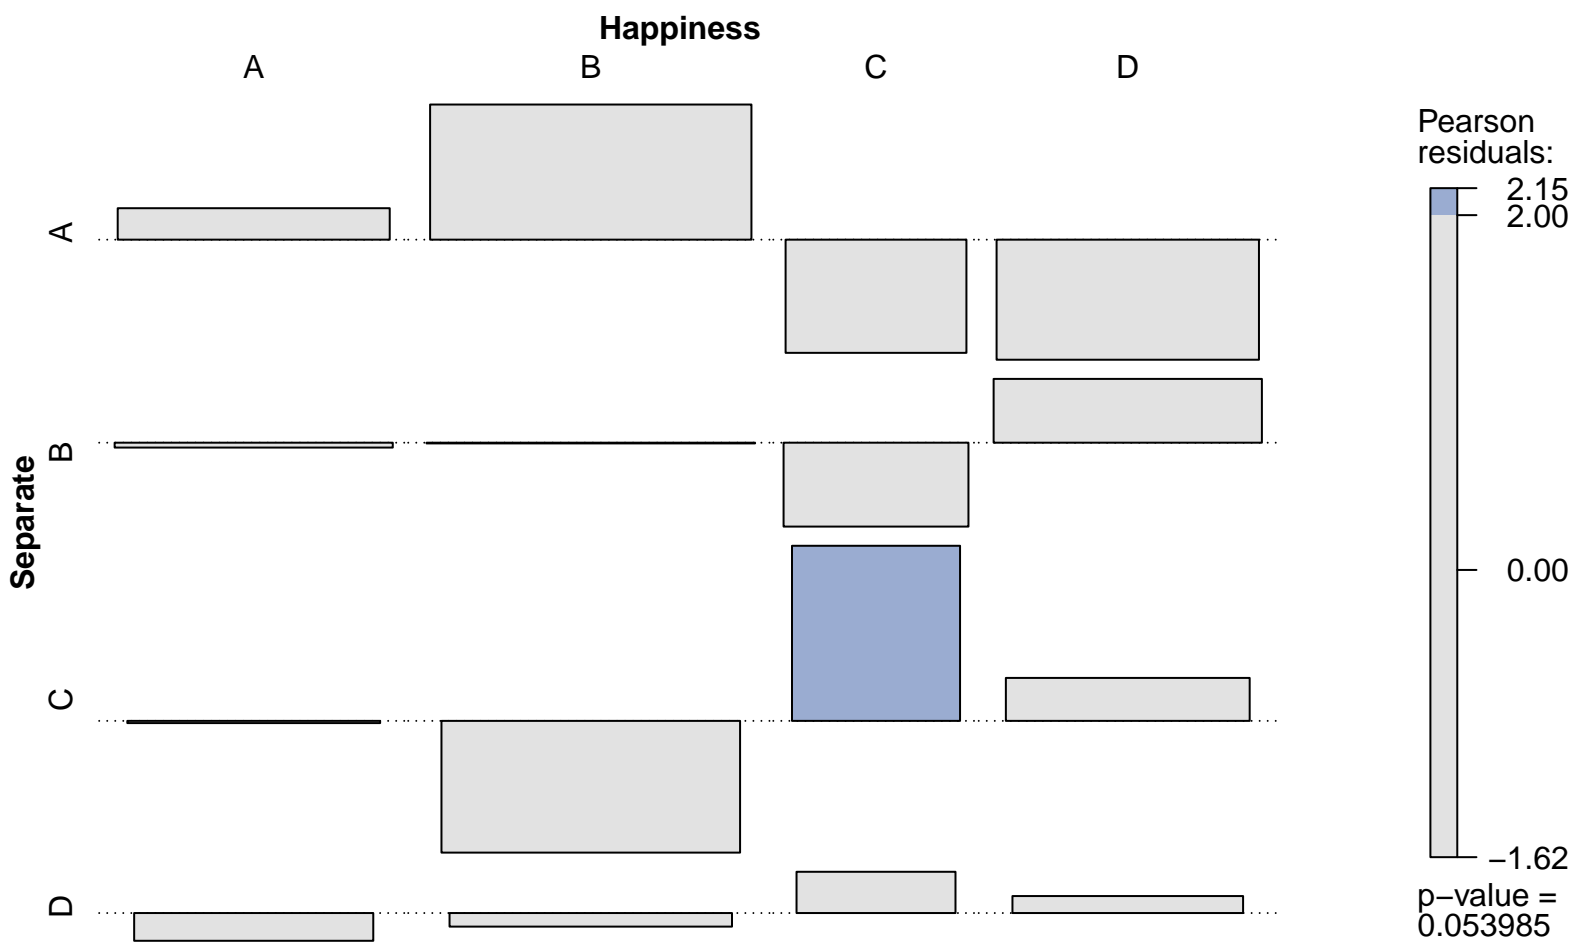 Happiness
A B C D
Separate
A
B
C
D
Pearson
residuals:
2.15
2.00
0.00
−1.62
p−value =
0.053985